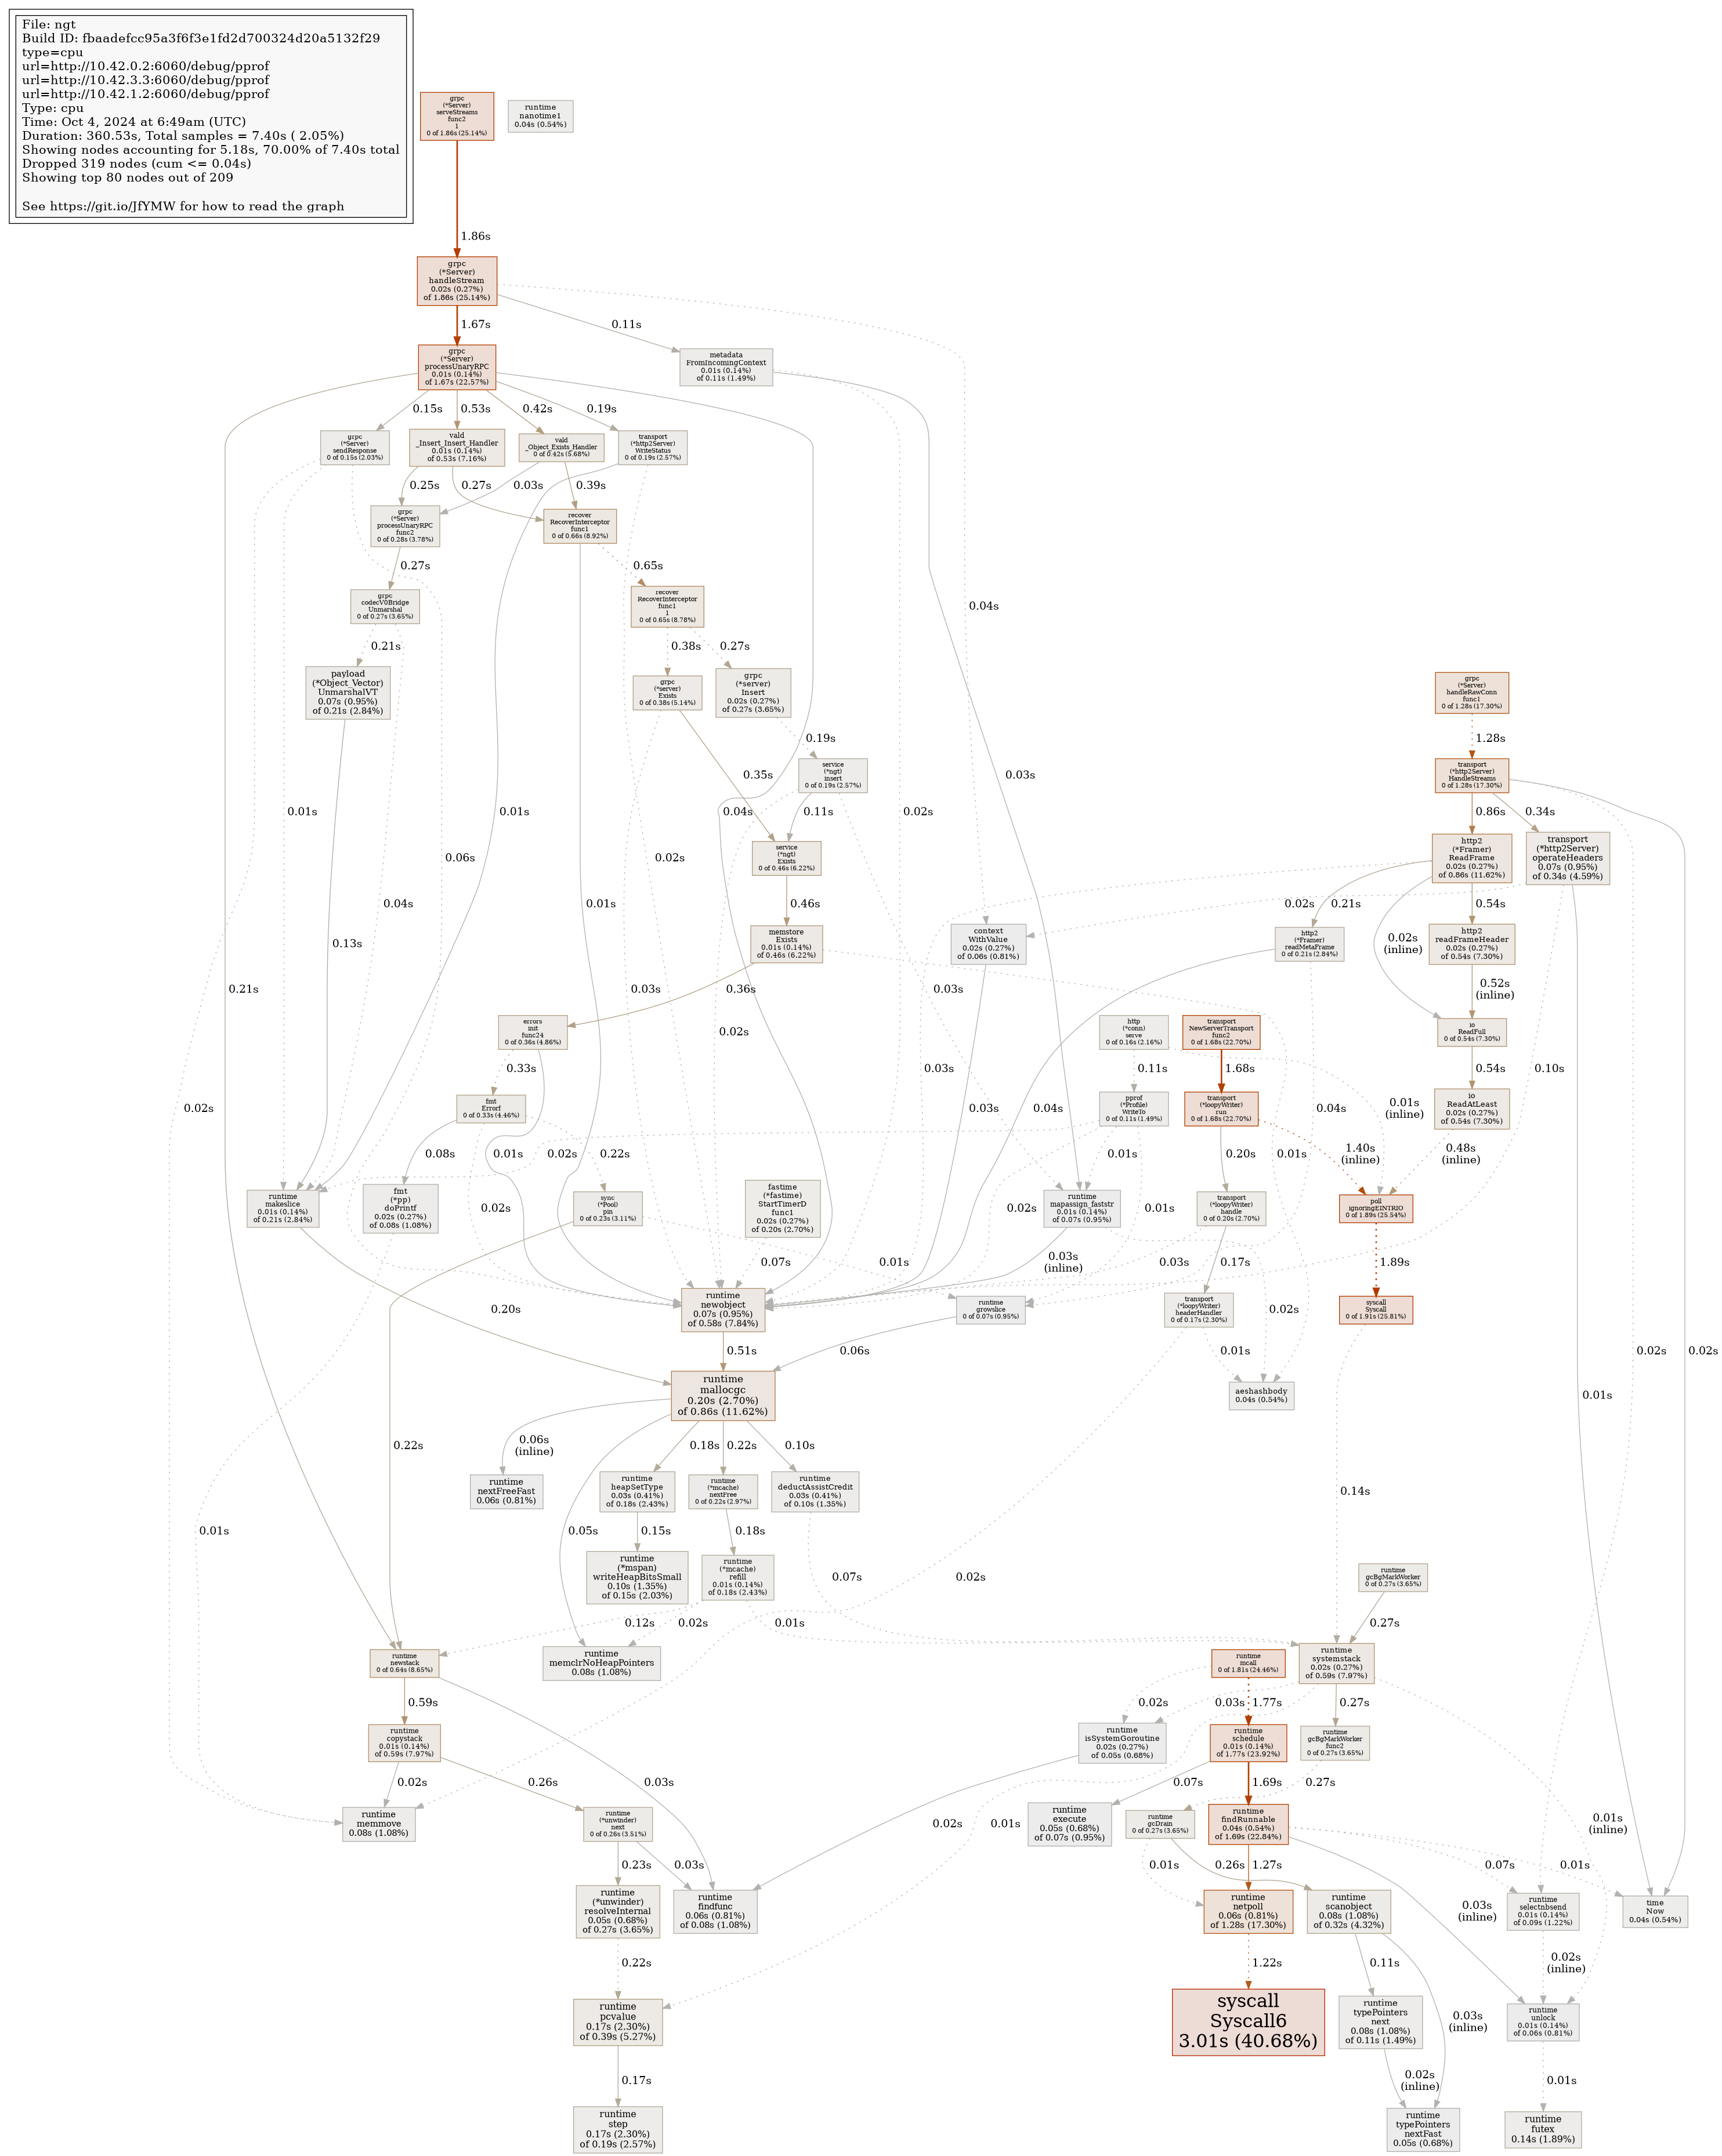 File: ngt
Build ID: fbaadefcc95a3f6f3e1fd2d700324d20a5132f29
type=cpu
url=http://10.42.0.2:6060/debug/pprof
url=http://10.42.3.3:6060/debug/pprof
url=http://10.42.1.2:6060/debug/pprof
Type: cpu
Time: Oct 4, 2024 at 6:49am (UTC)
Duration: 360.53s, Total samples = 7.40s ( 2.05%)
Showing nodes accounting for 5.18s, 70.00% of 7.40s total
Dropped 319 nodes (cum <= 0.04s)
Showing top 80 nodes out of 209
See https://git.io/JfYMW for how to read the graph
grpc
(*Server)
serveStreams
func2
1
0 of 1.86s (25.14%)
runtime
nanotime1
0.04s (0.54%)
1.86s
grpc
(*Server)
handleStream
0.02s (0.27%)
of 1.86s (25.14%)
1.67s
0.11s
grpc
(*Server)
processUnaryRPC
0.01s (0.14%)
of 1.67s (22.57%)
metadata
FromIncomingContext
0.01s (0.14%)
of 0.11s (1.49%)
0.15s
0.53s
0.42s
0.19s
grpc
(*Server)
sendResponse
0 of 0.15s (2.03%)
vald
_Insert_Insert_Handler
0.01s (0.14%)
of 0.53s (7.16%)
vald
_Object_Exists_Handler
0 of 0.42s (5.68%)
transport
(*http2Server)
WriteStatus
0 of 0.19s (2.57%)
0.25s
0.27s
0.03s
0.39s
grpc
(*Server)
processUnaryRPC
func2
0 of 0.28s (3.78%)
recover
RecoverInterceptor
func1
0 of 0.66s (8.92%)
0.27s
0.65s
grpc
codecV0Bridge
Unmarshal
0 of 0.27s (3.65%)
recover
RecoverInterceptor
func1
1
0 of 0.65s (8.78%)
0.04s
0.21s
0.38s
0.27s
payload
(*Object_Vector)
UnmarshalVT
0.07s (0.95%)
of 0.21s (2.84%)
grpc
(*server)
Exists
0 of 0.38s (5.14%)
grpc
(*server)
Insert
0.02s (0.27%)
of 0.27s (3.65%)
grpc
(*Server)
handleRawConn
func1
0 of 1.28s (17.30%)
0.19s
1.28s
service
(*ngt)
insert
0 of 0.19s (2.57%)
transport
(*http2Server)
HandleStreams
0 of 1.28s (17.30%)
0.35s
0.03s
0.01s
0.01s
0.04s
0.11s
0.02s
0.86s
0.34s
service
(*ngt)
Exists
0 of 0.46s (6.22%)
http2
(*Framer)
ReadFrame
0.02s (0.27%)
of 0.86s (11.62%)
transport
(*http2Server)
operateHeaders
0.07s (0.95%)
of 0.34s (4.59%)
0.06s
0.02s
0.04s
0.01s
0.46s
0.02s
0.21s
0.54s
0.13s
memstore
Exists
0.01s (0.14%)
of 0.46s (6.22%)
context
WithValue
0.02s (0.27%)
of 0.06s (0.81%)
http2
(*Framer)
readMetaFrame
0 of 0.21s (2.84%)
0.02s
(inline)
http2
readFrameHeader
0.02s (0.27%)
of 0.54s (7.30%)
0.21s
0.03s
0.36s
0.03s
0.52s
(inline)
errors
init
func24
0 of 0.36s (4.86%)
0.02s
http
(*conn)
serve
0 of 0.16s (2.16%)
transport
NewServerTransport
func2
0 of 1.68s (22.70%)
io
ReadFull
0 of 0.54s (7.30%)
0.33s
0.03s
0.11s
1.68s
0.54s
0.10s
0.02s
fmt
Errorf
0 of 0.33s (4.46%)
pprof
(*Profile)
WriteTo
0 of 0.11s (1.49%)
transport
(*loopyWriter)
run
0 of 1.68s (22.70%)
0.01s
(inline)
io
ReadAtLeast
0.02s (0.27%)
of 0.54s (7.30%)
0.04s
0.03s
0.04s
0.08s
0.01s
0.02s
0.22s
0.01s
0.20s
0.01s
1.40s
(inline)
0.48s
(inline)
runtime
makeslice
0.01s (0.14%)
of 0.21s (2.84%)
fmt
(*pp)
doPrintf
0.02s (0.27%)
of 0.08s (1.08%)
0.02s
sync
(*Pool)
pin
0 of 0.23s (3.11%)
fastime
(*fastime)
StartTimerD
func1
0.02s (0.27%)
of 0.20s (2.70%)
0.02s
runtime
mapassign_faststr
0.01s (0.14%)
of 0.07s (0.95%)
0.01s
transport
(*loopyWriter)
handle
0 of 0.20s (2.70%)
poll
ignoringEINTRIO
0 of 1.89s (25.54%)
0.07s
0.01s
0.03s
(inline)
0.03s
0.17s
1.89s
0.20s
runtime
newobject
0.07s (0.95%)
of 0.58s (7.84%)
runtime
growslice
0 of 0.07s (0.95%)
transport
(*loopyWriter)
headerHandler
0 of 0.17s (2.30%)
0.02s
syscall
Syscall
0 of 1.91s (25.81%)
0.51s
0.06s
0.01s
0.02s
0.01s
runtime
mallocgc
0.20s (2.70%)
of 0.86s (11.62%)
aeshashbody
0.04s (0.54%)
0.22s
0.06s
(inline)
0.18s
0.22s
0.10s
0.14s
0.01s
runtime
nextFreeFast
0.06s (0.81%)
runtime
heapSetType
0.03s (0.41%)
of 0.18s (2.43%)
runtime
(*mcache)
nextFree
0 of 0.22s (2.97%)
runtime
deductAssistCredit
0.03s (0.41%)
of 0.10s (1.35%)
0.05s
0.15s
0.18s
0.07s
0.02s
runtime
(*mspan)
writeHeapBitsSmall
0.10s (1.35%)
of 0.15s (2.03%)
runtime
(*mcache)
refill
0.01s (0.14%)
of 0.18s (2.43%)
runtime
gcBgMarkWorker
0 of 0.27s (3.65%)
0.12s
0.02s
0.01s
0.27s
runtime
newstack
0 of 0.64s (8.65%)
runtime
memclrNoHeapPointers
0.08s (1.08%)
runtime
mcall
0 of 1.81s (24.46%)
runtime
systemstack
0.02s (0.27%)
of 0.59s (7.97%)
0.59s
0.02s
0.03s
1.77s
0.27s
runtime
copystack
0.01s (0.14%)
of 0.59s (7.97%)
runtime
isSystemGoroutine
0.02s (0.27%)
of 0.05s (0.68%)
runtime
schedule
0.01s (0.14%)
of 1.77s (23.92%)
runtime
gcBgMarkWorker
func2
0 of 0.27s (3.65%)
0.02s
0.26s
0.03s
0.07s
1.69s
0.27s
runtime
memmove
0.08s (1.08%)
runtime
(*unwinder)
next
0 of 0.26s (3.51%)
0.02s
0.01s
runtime
execute
0.05s (0.68%)
of 0.07s (0.95%)
runtime
gcDrain
0 of 0.27s (3.65%)
runtime
findRunnable
0.04s (0.54%)
of 1.69s (22.84%)
0.01s
(inline)
0.23s
0.03s
0.01s
0.26s
1.27s
0.07s
0.01s
runtime
(*unwinder)
resolveInternal
0.05s (0.68%)
of 0.27s (3.65%)
runtime
findfunc
0.06s (0.81%)
of 0.08s (1.08%)
runtime
netpoll
0.06s (0.81%)
of 1.28s (17.30%)
runtime
scanobject
0.08s (1.08%)
of 0.32s (4.32%)
0.03s
(inline)
runtime
selectnbsend
0.01s (0.14%)
of 0.09s (1.22%)
time
Now
0.04s (0.54%)
0.22s
1.22s
0.11s
0.02s
(inline)
runtime
pcvalue
0.17s (2.30%)
of 0.39s (5.27%)
syscall
Syscall6
3.01s (40.68%)
runtime
typePointers
next
0.08s (1.08%)
of 0.11s (1.49%)
0.03s
(inline)
runtime
unlock
0.01s (0.14%)
of 0.06s (0.81%)
0.17s
0.02s
(inline)
0.01s
runtime
step
0.17s (2.30%)
of 0.19s (2.57%)
runtime
typePointers
nextFast
0.05s (0.68%)
runtime
futex
0.14s (1.89%)